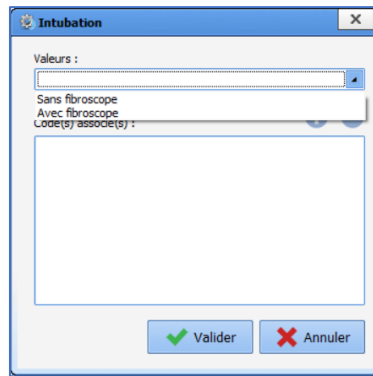 Intubation
Valeurs :
Sans fibroscope
Avec fibroscope
Code(s) associé(s) :
Valider
Annuler